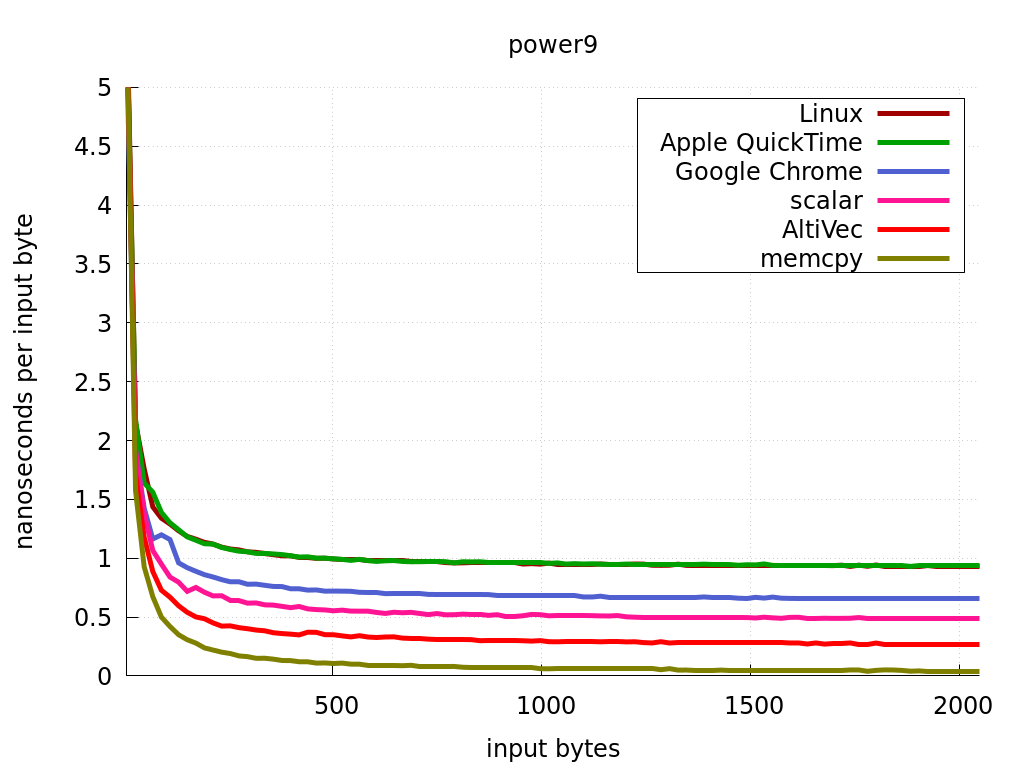 power9
nanoseconds per input byte
5
4.5
4
3.5
3
2.5
2
1.5
1
0.5
0
Linux
Apple QuickTime
Google Chrome
scalar
AltiVec
memcpy
500
1000
1500
2000
input bytes